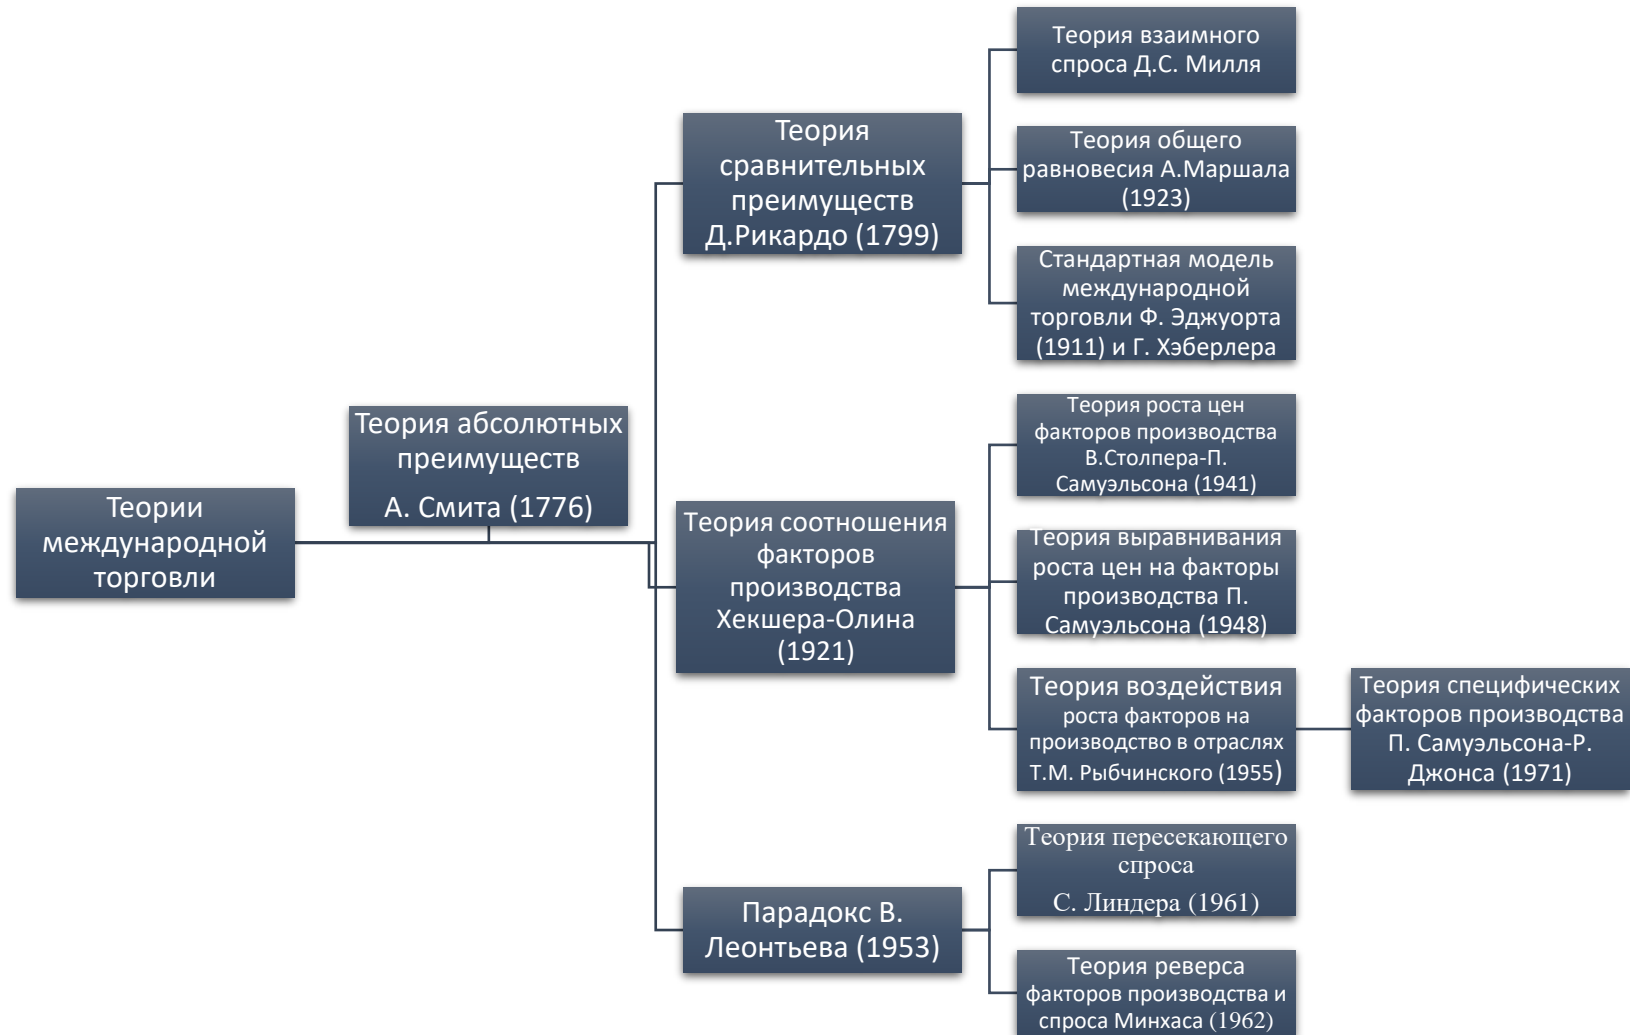 Теории
международной
торговли
Теория абсолютных
преимуществ
А. Смита (1776)
Теория
сравнительных
преимуществ
Д.Рикардо (1799)
Теория взаимного
спроса Д.С. Милля
Теория общего
равновесия А.Маршала
(1923)
Стандартная модель
международной
торговли Ф. Эджуорта
(1911) и Г. Хэберлера
Теория соотношения
факторов
производства
Хекшера-Олина
(1921)
Теория роста цен
факторов производства
В.Столпера-П.
Самуэльсона (1941)
Теория выравнивания
роста цен на факторы
производства П.
Самуэльсона (1948)
Теория воздействия
роста факторов на
производство в отраслях
Т.М. Рыбчинского (1955)
Теория специфических
факторов производства
П. Самуэльсона-Р.
Джонса (1971)
Парадокс В.
Леонтьева (1953)
Теория пересекающего
спроса
С. Линдера (1961)
Теория реверса
факторов производства и
спроса Минхаса (1962)